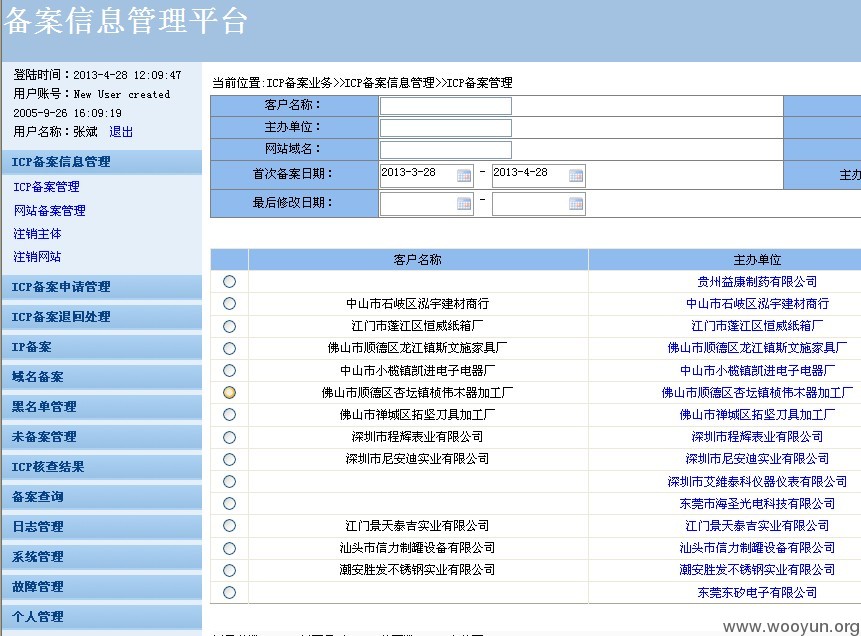 备案信息管理平台
登陆时间：2013-4-28 12:09:47
用户账号：New User created
2005-9-26 16:09:19
用户名称：张斌 退出
ICP备案信息管理
ICP备案管理
网站备案管理
注销主体
注销网站
ICP备案申请管理
ICP备案退回处理
IP备案
域名备案
黑名单管理
未备案管理
ICP核查结果
备案查询
日志管理
系统管理
故障管理
个人管理
当前位置:ICP备案业务>>ICP备案信息管理>>ICP备案管理
客户名称：
主办单位：
网站域名：
首次备案日期： 2013-3-28 - 2013-4-28 主办
最后修改日期： -
客户名称 主办单位
贵州益康制药有限公司
中山市石岐区泓宇建材商行 中山市石岐区泓宇建材商行
江门市蓬江区恒威纸箱厂 江门市蓬江区恒威纸箱厂
佛山市顺德区龙江镇斯文施家具厂 佛山市顺德区龙江镇斯文施家具厂
中山市小榄镇凯进电子电器厂 中山市小榄镇凯进电子电器厂
佛山市顺德区杏坛镇桢伟木器加工厂 佛山市顺德区杏坛镇桢伟木器加工厂
佛山市禅城区拓坚刀具加工厂 佛山市禅城区拓坚刀具加工厂
深圳市程辉表业有限公司 深圳市程辉表业有限公司
深圳市尼安迪实业有限公司 深圳市尼安迪实业有限公司
深圳市艾维泰科仪器仪表有限公司
东莞市海圣光电科技有限公司
江门景天泰吉实业有限公司 江门景天泰吉实业有限公司
汕头市信力制罐设备有限公司 汕头市信力制罐设备有限公司
潮安胜发不锈钢实业有限公司 潮安胜发不锈钢实业有限公司
东莞东矽电子有限公司
www.wooyun.org